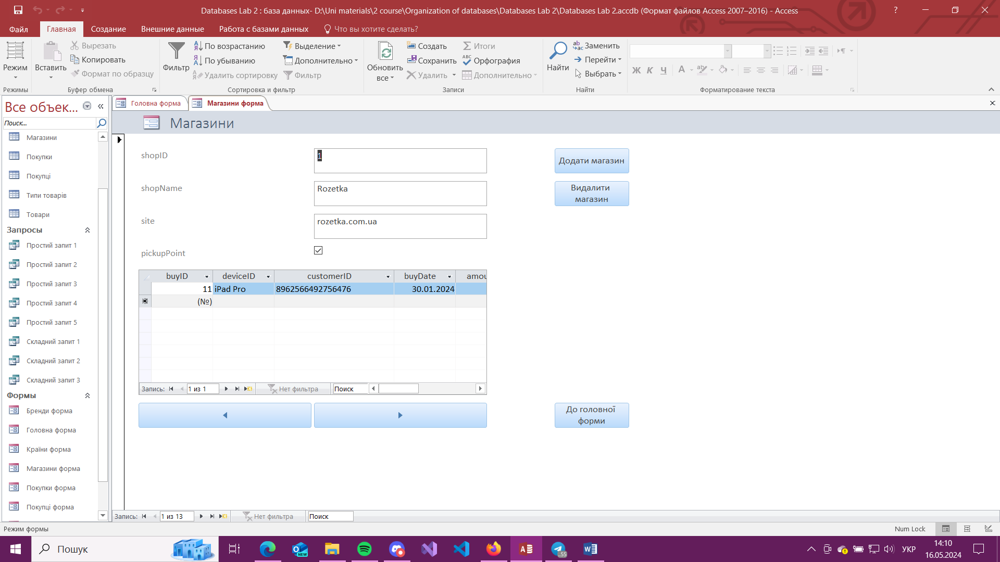 Databases Lab 2 : база данных- D:\Uni materials\2 course\Organization of databases\Databases Lab 2\Databases Lab 2.accdb (Формат файлов Access 2007–2016) - Access
?
Файл Главная Создание Внешние данные Работа с базами данных Что вы хотите сделать?
Режим
Режимы
Вставить
Вырезать
Копировать
Формат по образцу
Буфер обмена
Фильтр
По возрастанию
По убыванию
Удалить сортировку
Выделение
Дополнительно
Фильтр
Сортировка и фильтр
Обновить
все
Создать
Сохранить
Удалить
Итоги
Орфография
Дополнительно
Записи
Найти
Заменить
Перейти
Выбрать
Найти
Ж К Ч А
Форматирование текста
Все объек...
Поиск...
Магазини
Покупки
Покупці
Типи товарів
Товари
Запросы
Простий запит 1
Простий запит 2
Простий запит 3
Простий запит 4
Простий запит 5
Складний запит 1
Складний запит 2
Складний запит 3
Формы
Бренди форма
Головна форма
Країни форма
Магазини форма
Покупки форма
Покупці форма
Головна форма Магазини форма
Магазини
shopID 1
shopName Rozetka
site rozetka.com.ua
pickupPoint
Додати магазин
Видалити
магазин
buyID deviceID customerID buyDate amou
11 iPad Pro 8962566492756476 30.01.2024
(№)
Запись: 1 из 1 Нет фильтра Поиск
До головної
форми
Запись: 1 из 13 Нет фильтра Поиск
Режим формы Num Lock
Пошук
NEW
55
УКР
14:10
16.05.2024